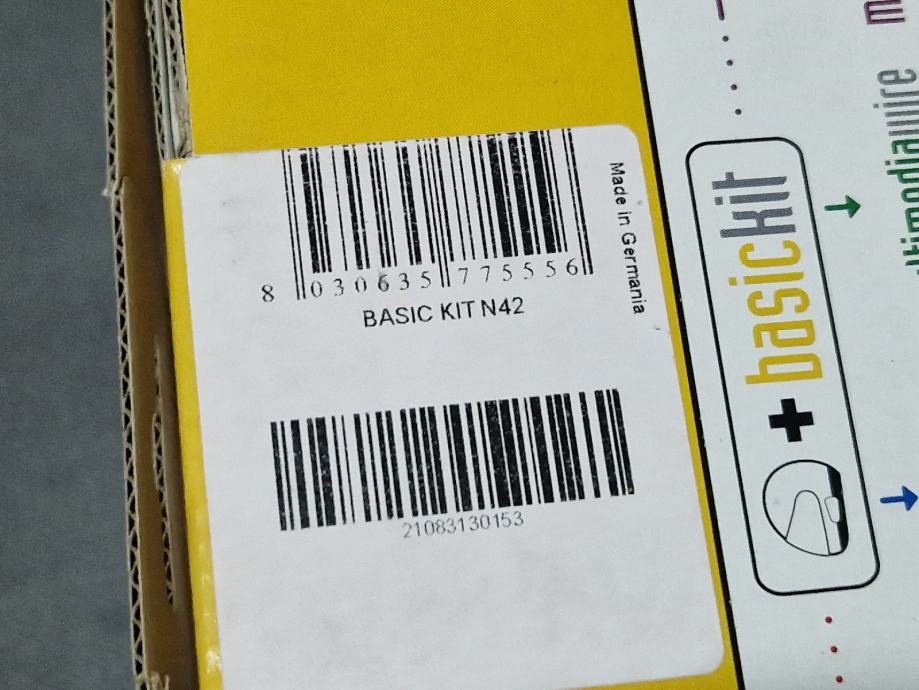 Made in Germania
8 030635 775556
BASIC KIT N42
21083130153
basickit